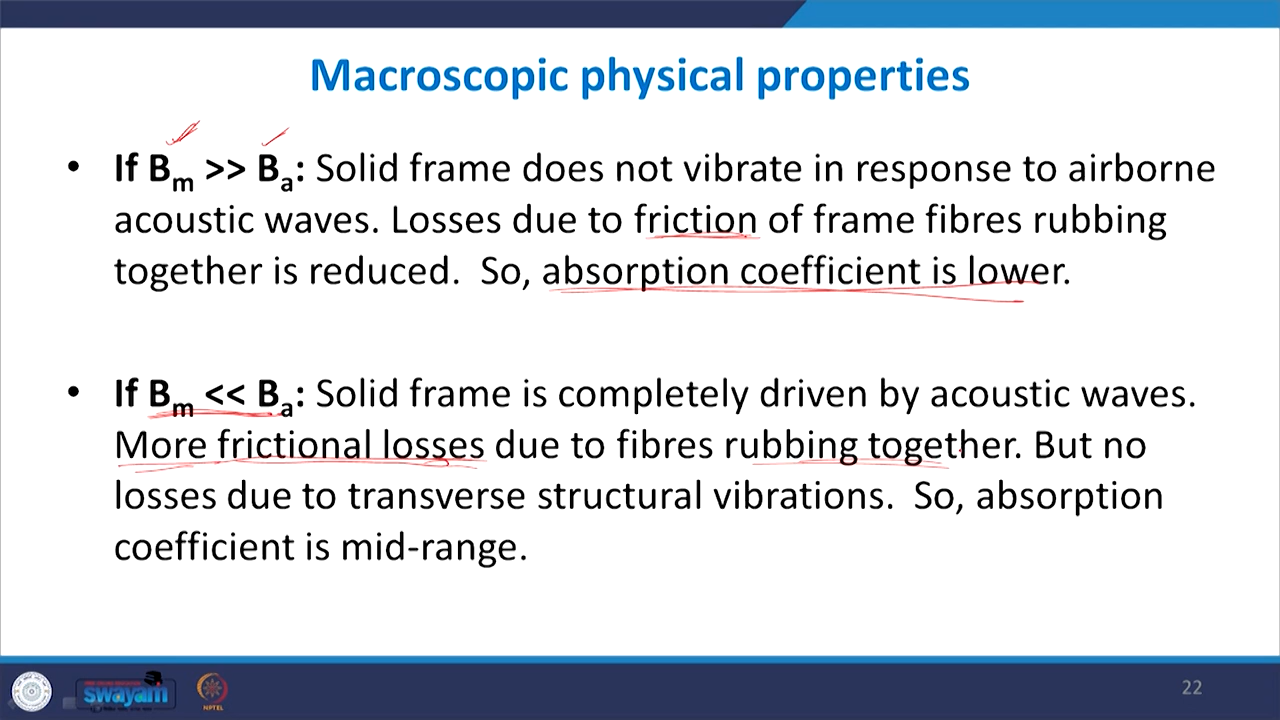 Macroscopic physical properties
• If Bm >> Ba: Solid frame does not vibrate in response to airborne
acoustic waves. Losses due to friction of frame fibres rubbing
together is reduced. So, absorption coefficient is lower.
• If Bm << Ba: Solid frame is completely driven by acoustic waves.
More frictional losses due to fibres rubbing together. But no
losses due to transverse structural vibrations. So, absorption
coefficient is mid-range.
swayam
NPTEL
22